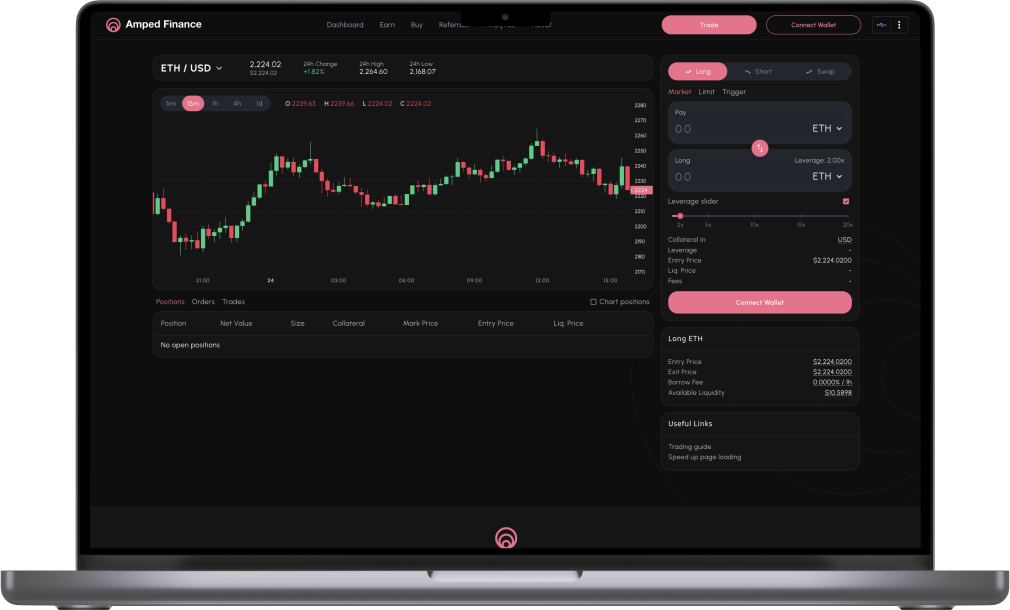 Amped Finance
Dashboard Earn Buy
Trade
Connect Wallet
ETH / USD
2,224.02
$2,224.02
24h Change
+1.82%
24h High
2,264.60
24h Low
2,168.07
5m 15m 1h 4h 1d
O 2239.63 H 2239.66 L 2224.02 C 2224.02
2280
2270
2260
2250
2240
2230
2224
2220
2210
2200
2190
2180
2170
21:00 24 03:00 06:00 09:00 12:00 15:00
Positions Orders Trades
Chart positions
Position Net Value Size Collateral Mark Price Entry Price Liq. Price
No open positions
Long Short Swap
Market Limit Trigger
Pay
0.0 ETH
Long Leverage: 2.00x
0.0 ETH
Leverage slider
2x 5x 10x 15x 20x
Collateral In USD
Leverage -
Entry Price $2,224.0200
Liq. Price -
Fees -
Connect Wallet
Long ETH
Entry Price $2,224.0200
Exit Price $2,224.0200
Borrow Fee 0.0000% / 1h
Available Liquidity $10.5898
Useful Links
Trading guide
Speed up page loading